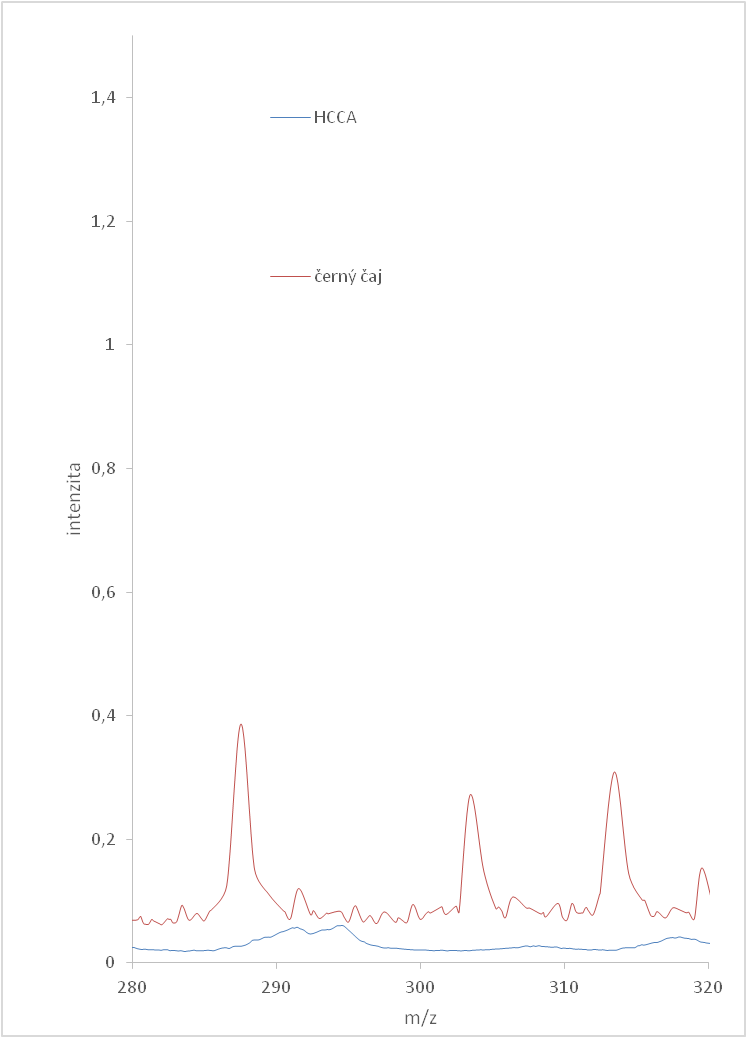 1,4
HCCA
1,2
černý čaj
1
0,8
intenzita
0,6
0,4
0,2
0
280 290 300 310 320
m/z